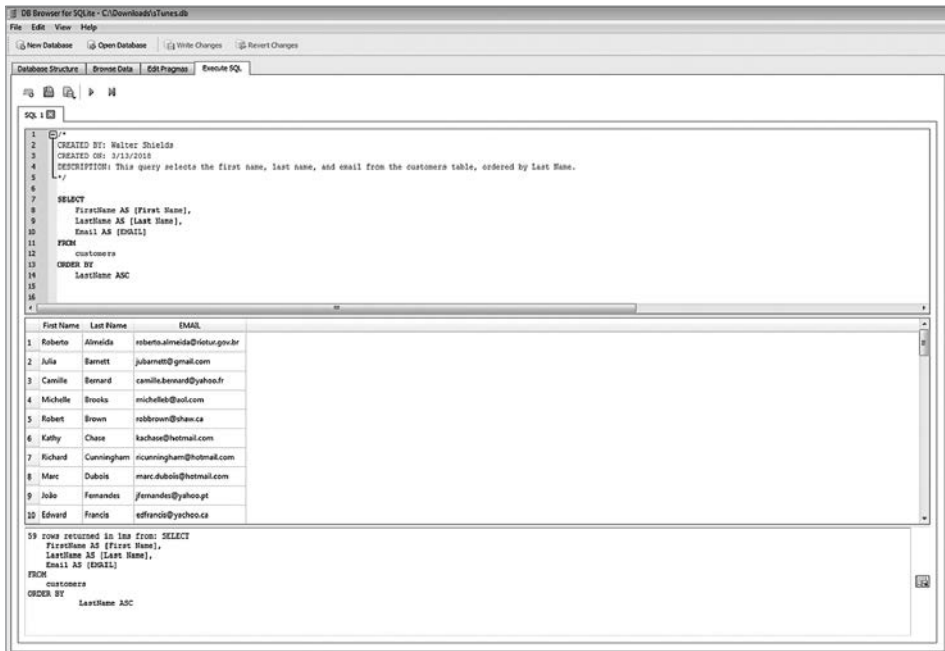 DB Browser for SQLite - C:\Downloads\sTunes.db
File Edit View Help
New Database Open Database Write Changes Revert Changes
Database Structure Browse Data Edit Pragmas Execute SQL
SQL 1
1 /*
2 CREATED BY: Walter Shields
3 CREATED ON: 3/13/2018
4 DESCRIPTION: This query selects the first name, last name, and email from the customers table, ordered by Last Name.
5 */
6
7 SELECT
8 FirstName AS [First Name],
9 LastName AS [Last Name],
10 Email AS [EMAIL]
11 FROM
12 customers
13 ORDER BY
14 LastName ASC
15
16
First Name Last Name EMAIL
1 Roberto Almeida roberto.almeida@riotur.gov.br
2 Julia Barnett jubarnett@gmail.com
3 Camille Bernard camille.bernard@yahoo.fr
4 Michelle Brooks michelleb@aol.com
5 Robert Brown robbrown@shaw.ca
6 Kathy Chase kachase@hotmail.com
7 Richard Cunningham ricunningham@hotmail.com
8 Marc Dubois marc.dubois@hotmail.com
9 João Fernandes jfernandes@yahoo.pt
10 Edward Francis edfrancis@yachoo.ca
59 rows returned in 1ms from: SELECT
FirstName AS [First Name],
LastName AS [Last Name],
Email AS [EMAIL]
FROM
customers
ORDER BY
LastName ASC